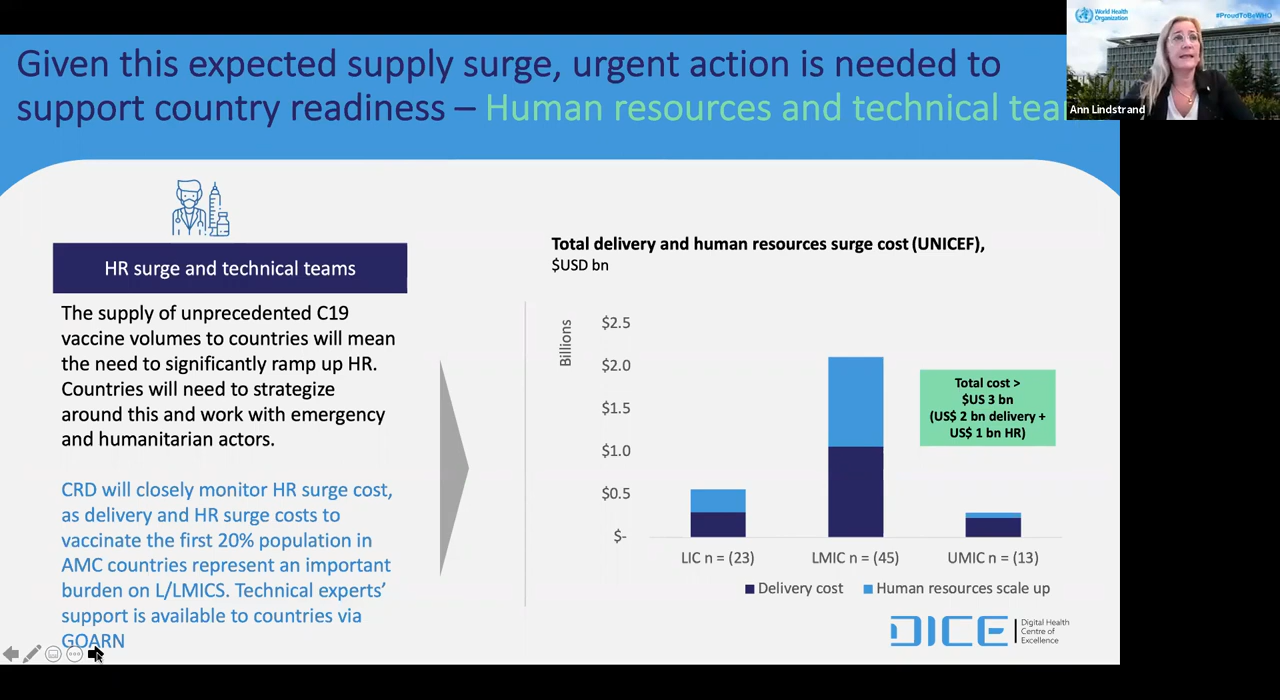 World Health
Organization
#ProudToBeWHO
Ann Lindstrand
Given this expected supply surge, urgent action is needed to
support country readiness – Human resources and technical tea
HR surge and technical teams
The supply of unprecedented C19
vaccine volumes to countries will mean
the need to significantly ramp up HR.
Countries will need to strategize
around this and work with emergency
and humanitarian actors.
CRD will closely monitor HR surge cost,
as delivery and HR surge costs to
vaccinate the first 20% population in
AMC countries represent an important
burden on L/LMICS. Technical experts’
support is available to countries via
GOARN
Total delivery and human resources surge cost (UNICEF),
$USD bn
Billions
$2.5
$2.0
$1.5
$1.0
$0.5
$-
LIC n = (23)
LMIC n = (45)
UMIC n = (13)
Delivery cost
Human resources scale up
Total cost >
$US 3 bn
(US$ 2 bn delivery +
US$ 1 bn HR)
DICE
Digital Health
Centre of
Excellence